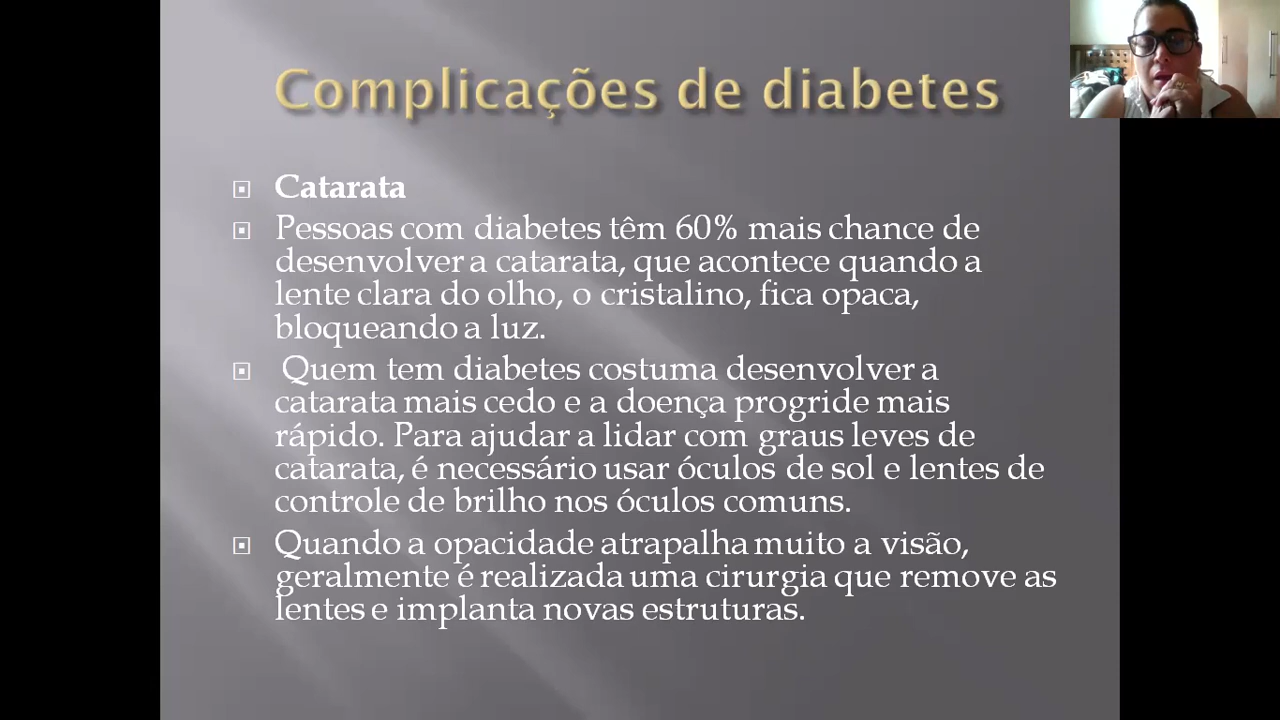 Complicações de diabetes
Catarata
Pessoas com diabetes têm 60% mais chance de
desenvolver a catarata, que acontece quando a
lente clara do olho, o cristalino, fica opaca,
bloqueando a luz.
Quem tem diabetes costuma desenvolver a
catarata mais cedo e a doença progride mais
rápido. Para ajudar a lidar com graus leves de
catarata, é necessário usar óculos de sol e lentes de
controle de brilho nos óculos comuns.
Quando a opacidade atrapalha muito a visão,
geralmente é realizada uma cirurgia que remove as
lentes e implanta novas estruturas.